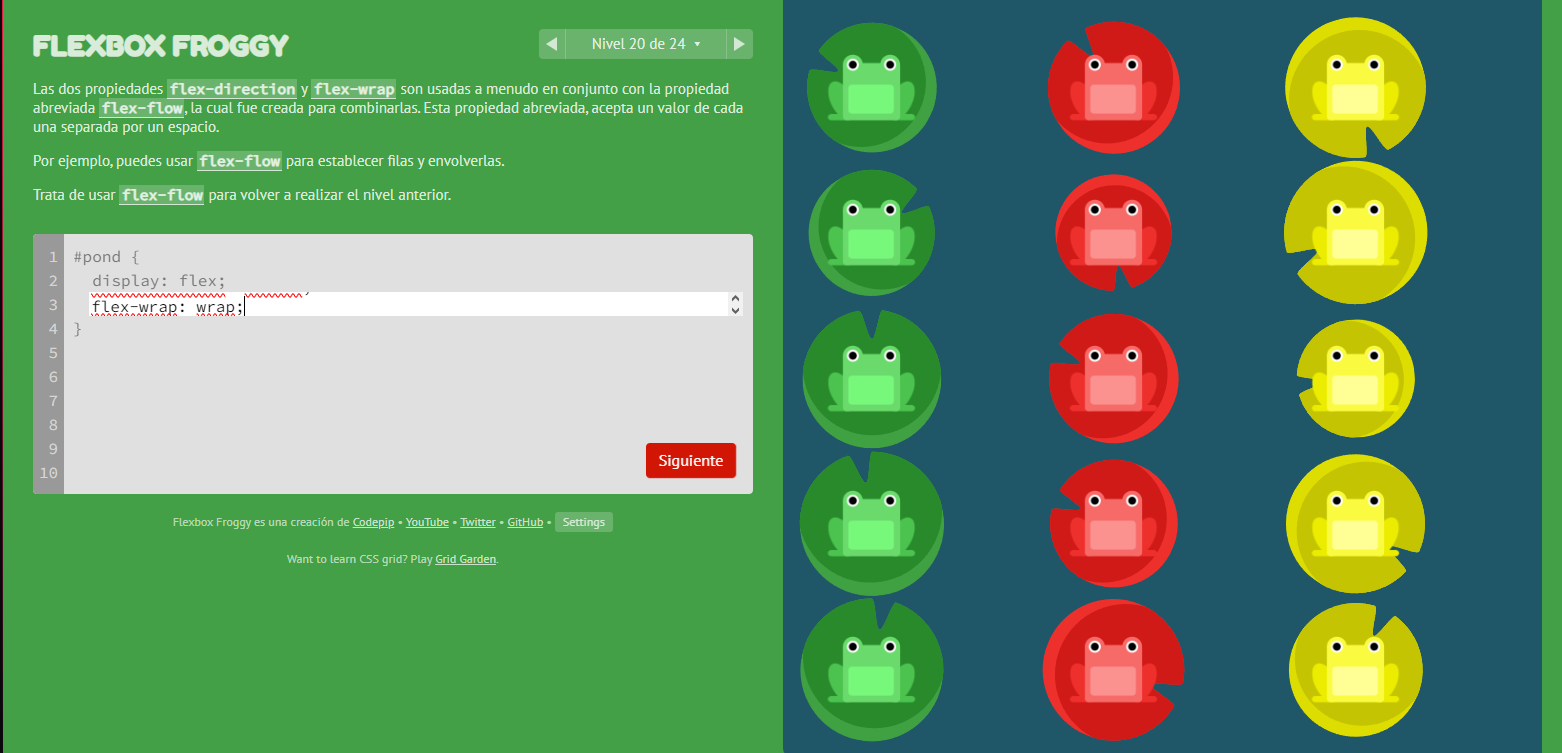 FLEXBOX FROGGY
Nivel 20 de 24
Las dos propiedades flex-direction y flex-wrap son usadas a menudo en conjunto con la propiedad
abreviada flex-flow, la cual fue creada para combinarlas. Esta propiedad abreviada, acepta un valor de cada
una separada por un espacio.
Por ejemplo, puedes usar flex-flow para establecer filas y envolverlas.
Trata de usar flex-flow para volver a realizar el nivel anterior.
1 #pond {
2 display: flex;
3 flex-wrap: wrap;
4 }
5
6
7
8
9
10
Siguiente
Flexbox Froggy es una creación de Codepip • YouTube • Twitter • GitHub • Settings
Want to learn CSS grid? Play Grid Garden.